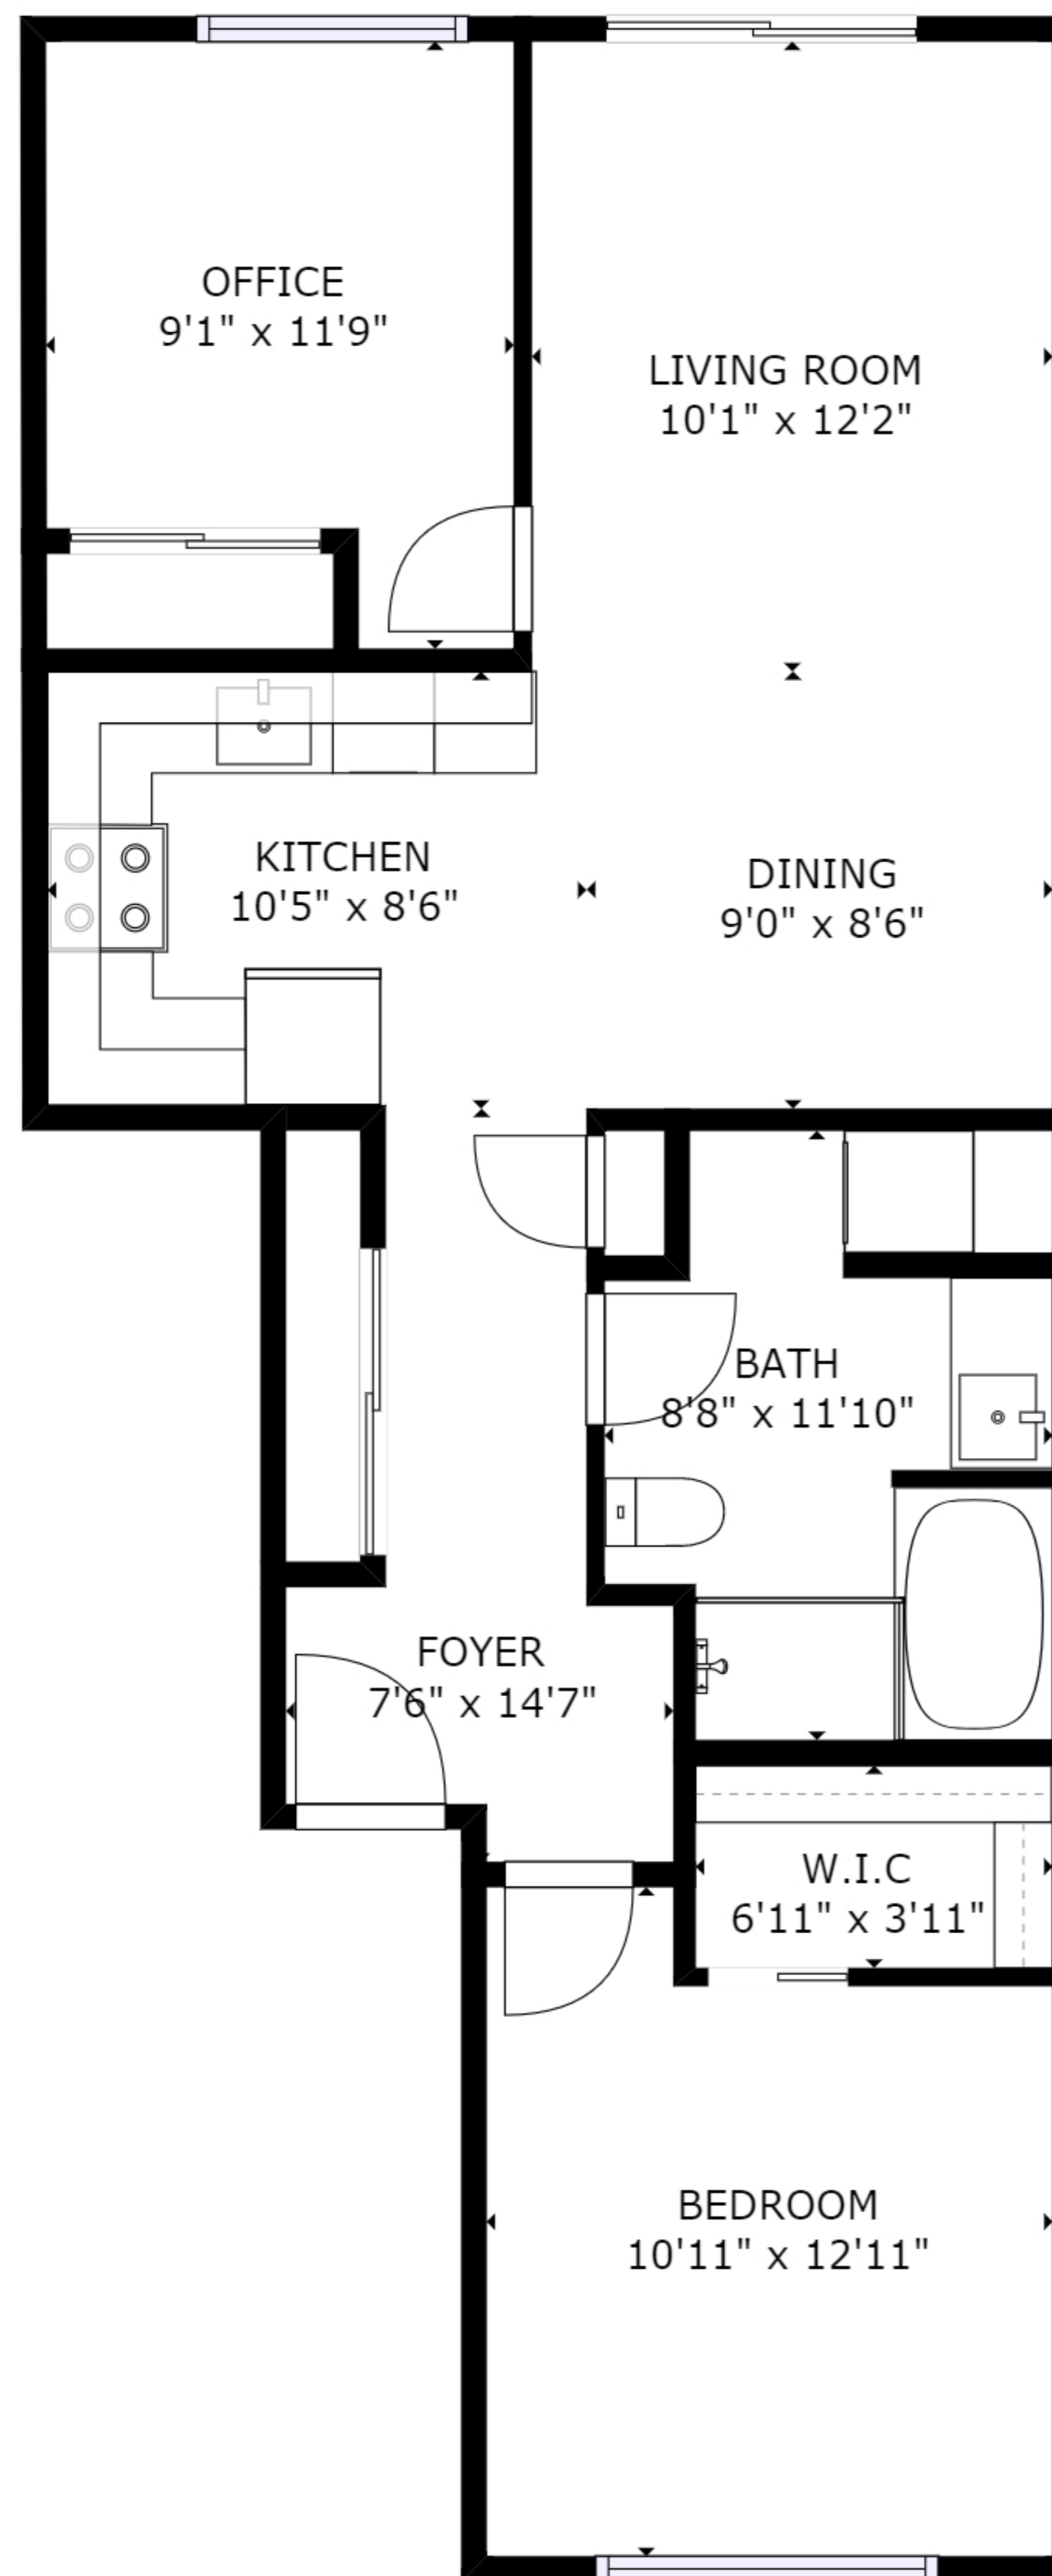 OFFICE
9'1" x 11'9"
LIVING ROOM
10'1" x 12'2"
KITCHEN
10'5" x 8'6"
DINING
9'0" x 8'6"
BATH
8'8" x 11'10"
FOYER
7'6" x 14'7"
W.I.C
6'11" x 3'11"
BEDROOM
10'11" x 12'11"